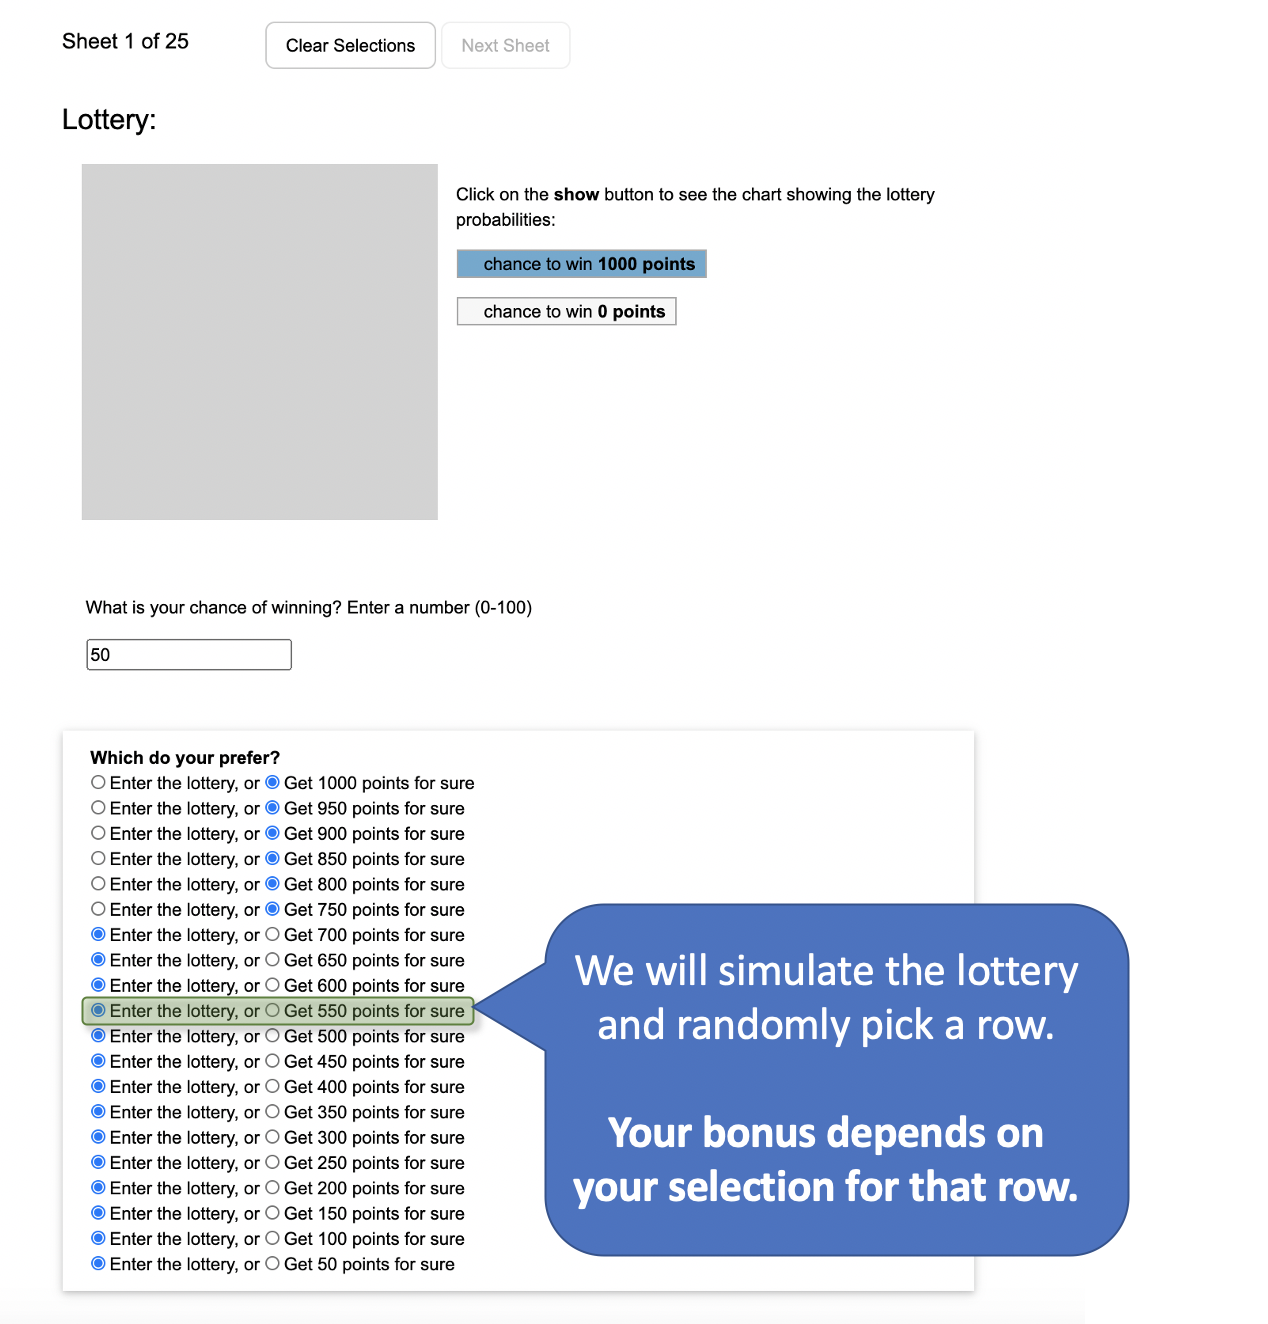 Sheet 1 of 25
Clear Selections
Next Sheet
Lottery:
Click on the show button to see the chart showing the lottery
probabilities:
chance to win 1000 points
chance to win 0 points
What is your chance of winning? Enter a number (0-100)
50
Which do your prefer?
Enter the lottery, or Get 1000 points for sure
Enter the lottery, or Get 950 points for sure
Enter the lottery, or Get 900 points for sure
Enter the lottery, or Get 850 points for sure
Enter the lottery, or Get 800 points for sure
Enter the lottery, or Get 750 points for sure
Enter the lottery, or Get 700 points for sure
Enter the lottery, or Get 650 points for sure
Enter the lottery, or Get 600 points for sure
Enter the lottery, or Get 550 points for sure
Enter the lottery, or Get 500 points for sure
Enter the lottery, or Get 450 points for sure
Enter the lottery, or Get 400 points for sure
Enter the lottery, or Get 350 points for sure
Enter the lottery, or Get 300 points for sure
Enter the lottery, or Get 250 points for sure
Enter the lottery, or Get 200 points for sure
Enter the lottery, or Get 150 points for sure
Enter the lottery, or Get 100 points for sure
Enter the lottery, or Get 50 points for sure
We will simulate the lottery
and randomly pick a row.
Your bonus depends on
your selection for that row.